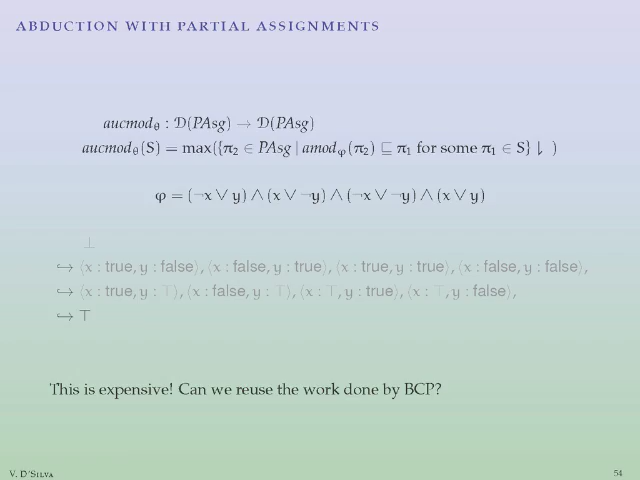 ABDUCTION WITH PARTIAL ASSIGNMENTS
aucmod_θ : D(PAsg) → D(PAsg)
aucmod_θ(S) = max({π₂ ∈ PAsg | amod_φ(π₂) ⊑ π₁ for some π₁ ∈ S}⇂ )
φ = (¬x ∨ y) ∧ (x ∨ ¬y) ∧ (¬x ∨ ¬y) ∧ (x ∨ y)
⊥
↪ ⟨x : true, y : false⟩, ⟨x : false, y : true⟩, ⟨x : true, y : true⟩, ⟨x : false, y : false⟩,
↪ ⟨x : true, y : ⊤⟩, ⟨x : false, y : ⊤⟩, ⟨x : ⊤, y : true⟩, ⟨x : ⊤, y : false⟩,
↪ ⊤
This is expensive! Can we reuse the work done by BCP?
V. D'SILVA
54